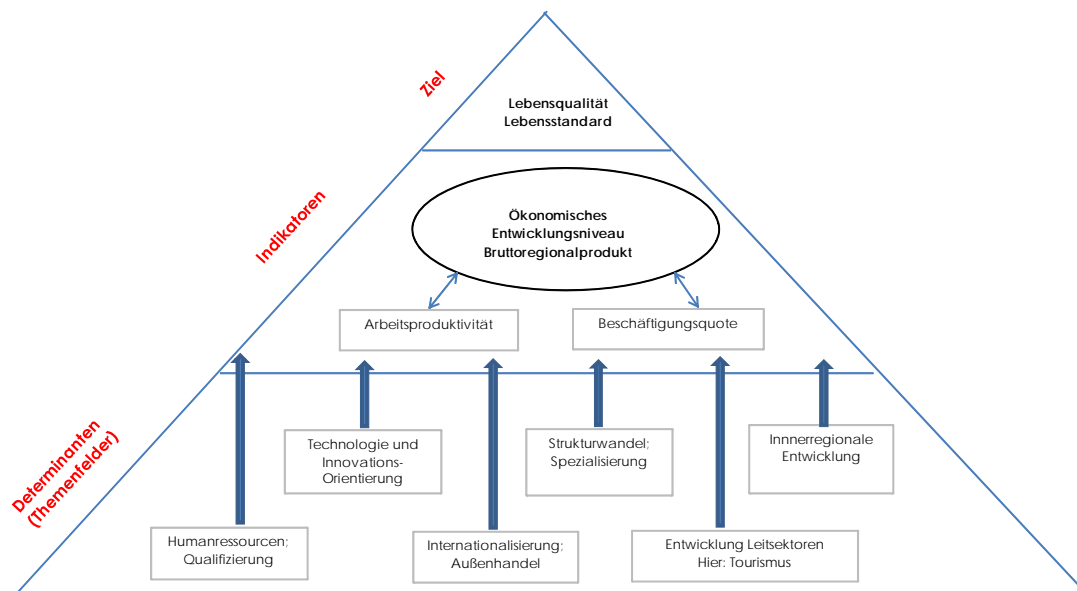 Ziel
Lebensqualität
Lebensstandard
Indikatoren
Ökonomisches
Entwicklungsniveau
Bruttoregionalprodukt
Arbeitsproduktivität
Beschäftigungsquote
Determinanten
(Themenfelder)
Technologie und
Innovations-
Orientierung
Strukturwandel;
Spezialisierung
Innnerregionale
Entwicklung
Humanressourcen;
Qualifizierung
Internationalisierung;
Außenhandel
Entwicklung Leitsektoren
Hier: Tourismus